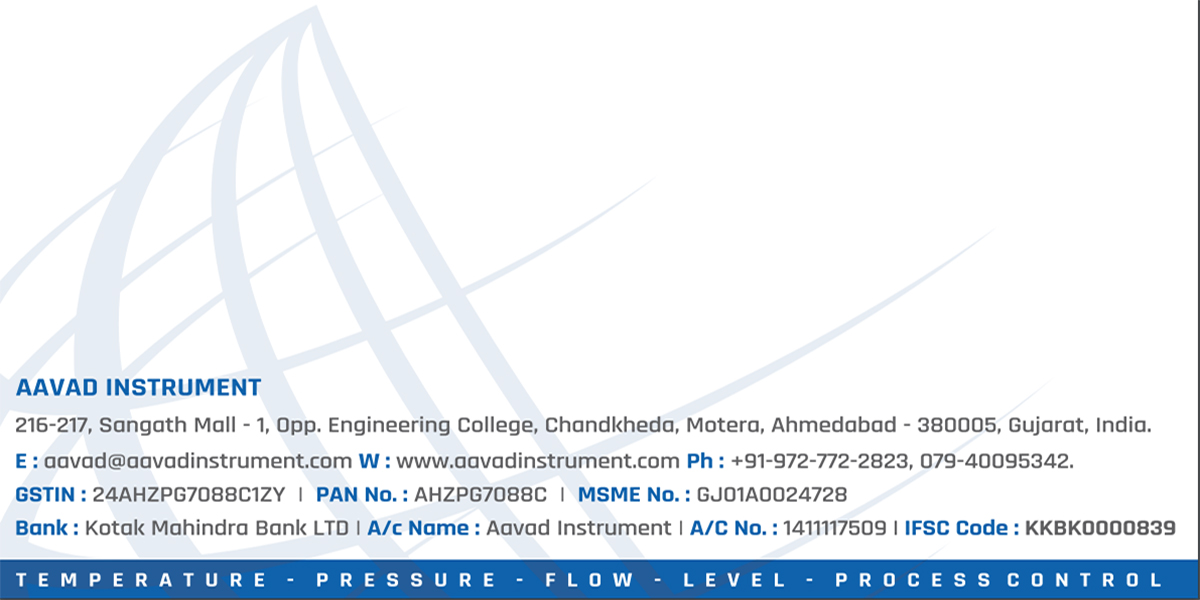 AAVAD INSTRUMENT
216-217, Sangath Mall - 1, Opp. Engineering College, Chandkheda, Motera, Ahmedabad - 380005, Gujarat, India.
E : aavad@aavadinstrument.com W : www.aavadinstrument.com Ph : +91-972-772-2823, 079-40095342.
GSTIN : 24AHZPG7088C1ZY | PAN No. : AHZPG7088C | MSME No. : GJ01A0024728
Bank : Kotak Mahindra Bank LTD | A/c Name : Aavad Instrument | A/C No. : 1411117509 | IFSC Code : KKBK0000839
TEMPERATURE - PRESSURE - FLOW - LEVEL - PROCESS CONTROL